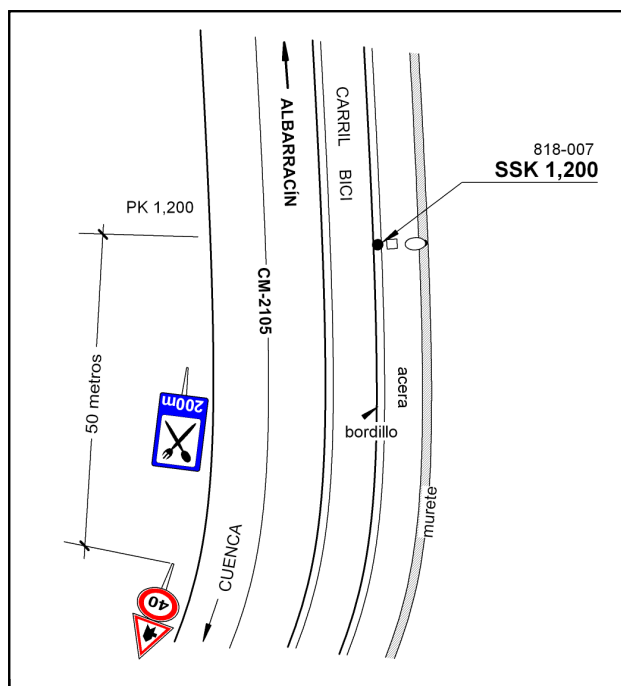 818-007
SSK 1,200
ALBARRACÍN
CARRIL BICI
PK 1,200
CM-2105
50 metros
200m
acera
bordillo
murete
CUENCA
40